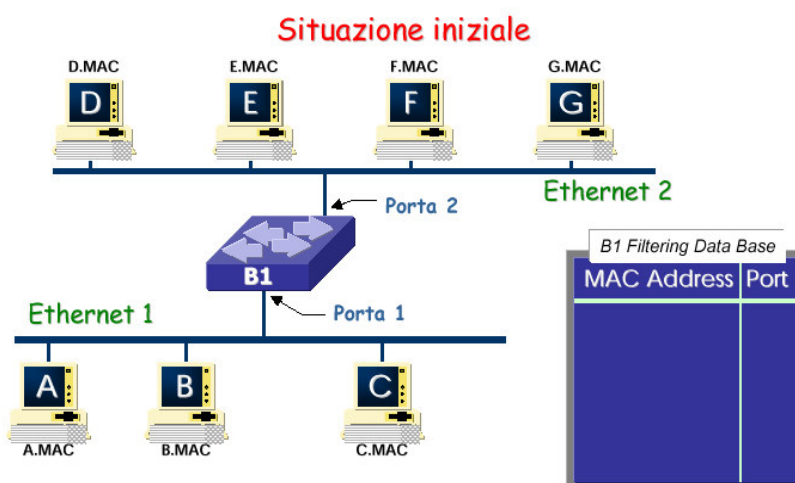 Situazione iniziale
D.MAC E.MAC F.MAC G.MAC
D E F G
Ethernet 2
Porta 2
B1 Filtering Data Base
MAC Address Port
B1
Ethernet 1
Porta 1
A B C
A.MAC B.MAC C.MAC